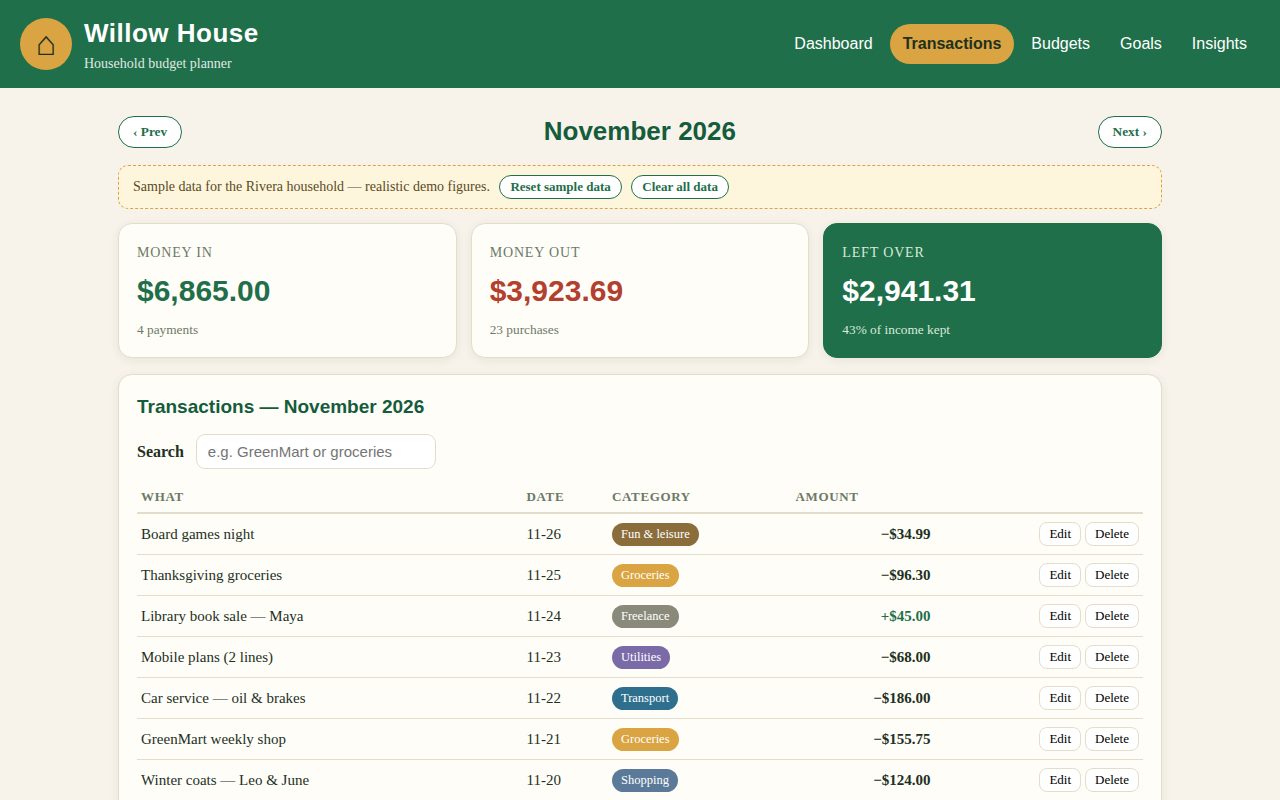 Willow House
Household budget planner
Dashboard Transactions Budgets Goals Insights
‹ Prev November 2026 Next ›
Sample data for the Rivera household — realistic demo figures. Reset sample data Clear all data
MONEY IN
$6,865.00
4 payments
MONEY OUT
$3,923.69
23 purchases
LEFT OVER
$2,941.31
43% of income kept
Transactions — November 2026
Search e.g. GreenMart or groceries
WHAT DATE CATEGORY AMOUNT
Board games night 11-26 Fun & leisure −$34.99 Edit Delete
Thanksgiving groceries 11-25 Groceries −$96.30 Edit Delete
Library book sale — Maya 11-24 Freelance +$45.00 Edit Delete
Mobile plans (2 lines) 11-23 Utilities −$68.00 Edit Delete
Car service — oil & brakes 11-22 Transport −$186.00 Edit Delete
GreenMart weekly shop 11-21 Groceries −$155.75 Edit Delete
Winter coats — Leo & June 11-20 Shopping −$124.00 Edit Delete